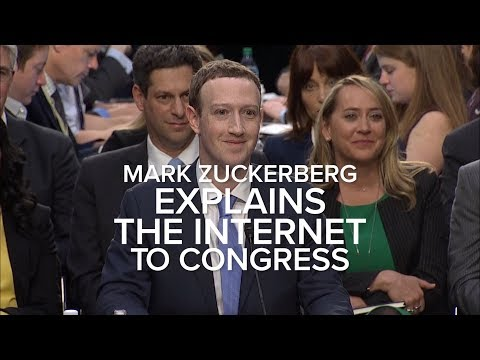 MARK ZUCKERBERG
EXPLAINS
THE INTERNET
TO CONGRESS